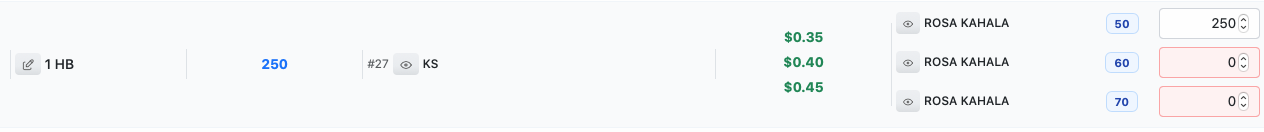 1 HB
250
#27 KS
$0.35
$0.40
$0.45
ROSA KAHALA 50 250
ROSA KAHALA 60 0
ROSA KAHALA 70 0